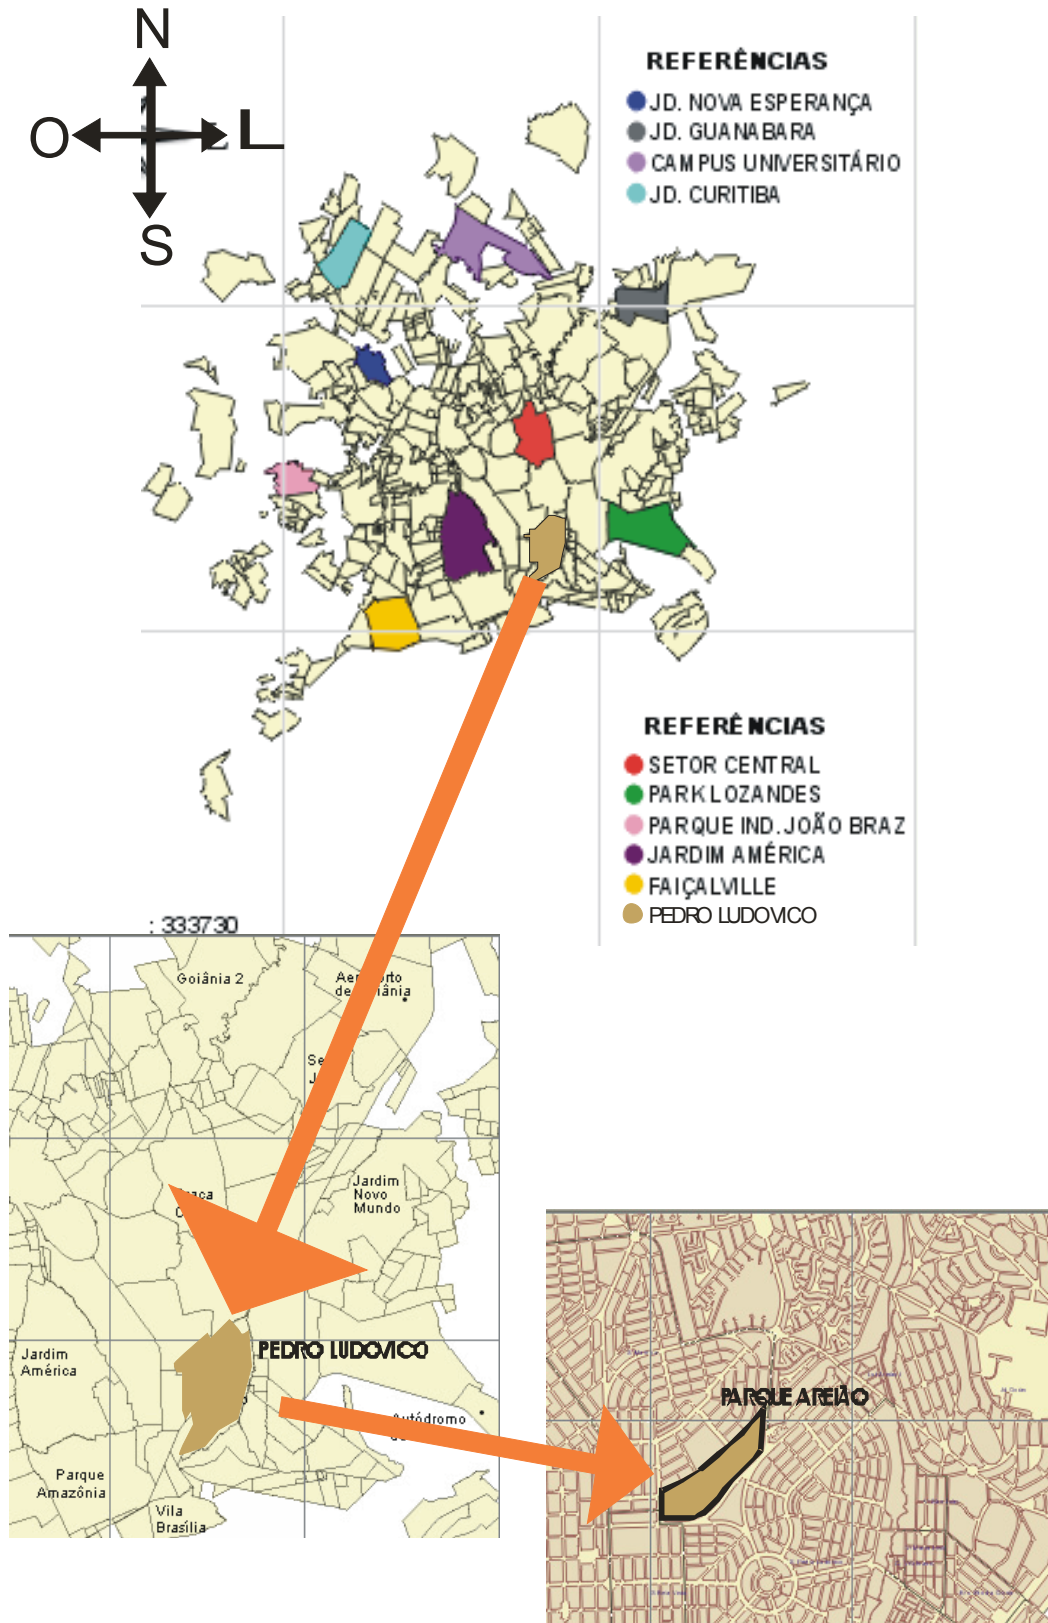 N
O
L
S
REFERÊNCIAS
JD. NOVA ESPERANÇA
JD. GUANABARA
CAMPUS UNIVERSITÁRIO
JD. CURITIBA
REFERÊNCIAS
SETOR CENTRAL
PARK LOZANDES
PARQUE IND. JOÃO BRAZ
JARDIM AMÉRICA
FAIÇALVILLE
PEDRO LUDOVICO
: 333730
Goiânia 2
Jardim
Novo
Mundo
PEDRO LUDOVICO
Jardim
América
Autódromo
Parque
Amazônia
Vila
Brasília
PARQUE AREIÃO